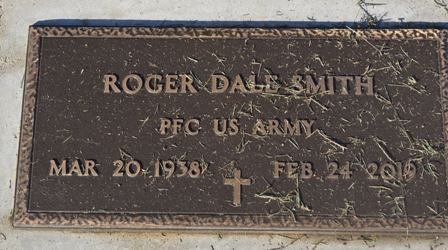 ROGER DALE SMITH
PFC US ARMY
MAR 20 1938 FEB 24 2019